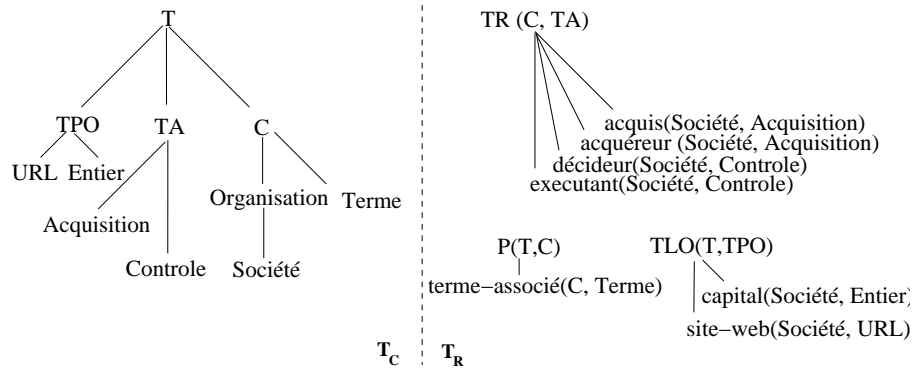 T
TPO TA C
URL Entier
Organisation Terme
Acquisition
Controle Société
T_C
TR (C, TA)
acquis(Société, Acquisition)
acquéreur (Société, Acquisition)
décideur(Société, Controle)
executant(Société, Controle)
P(T,C) TLO(T,TPO)
terme−associé(C, Terme)
capital(Société, Entier)
site−web(Société, URL)
T_R